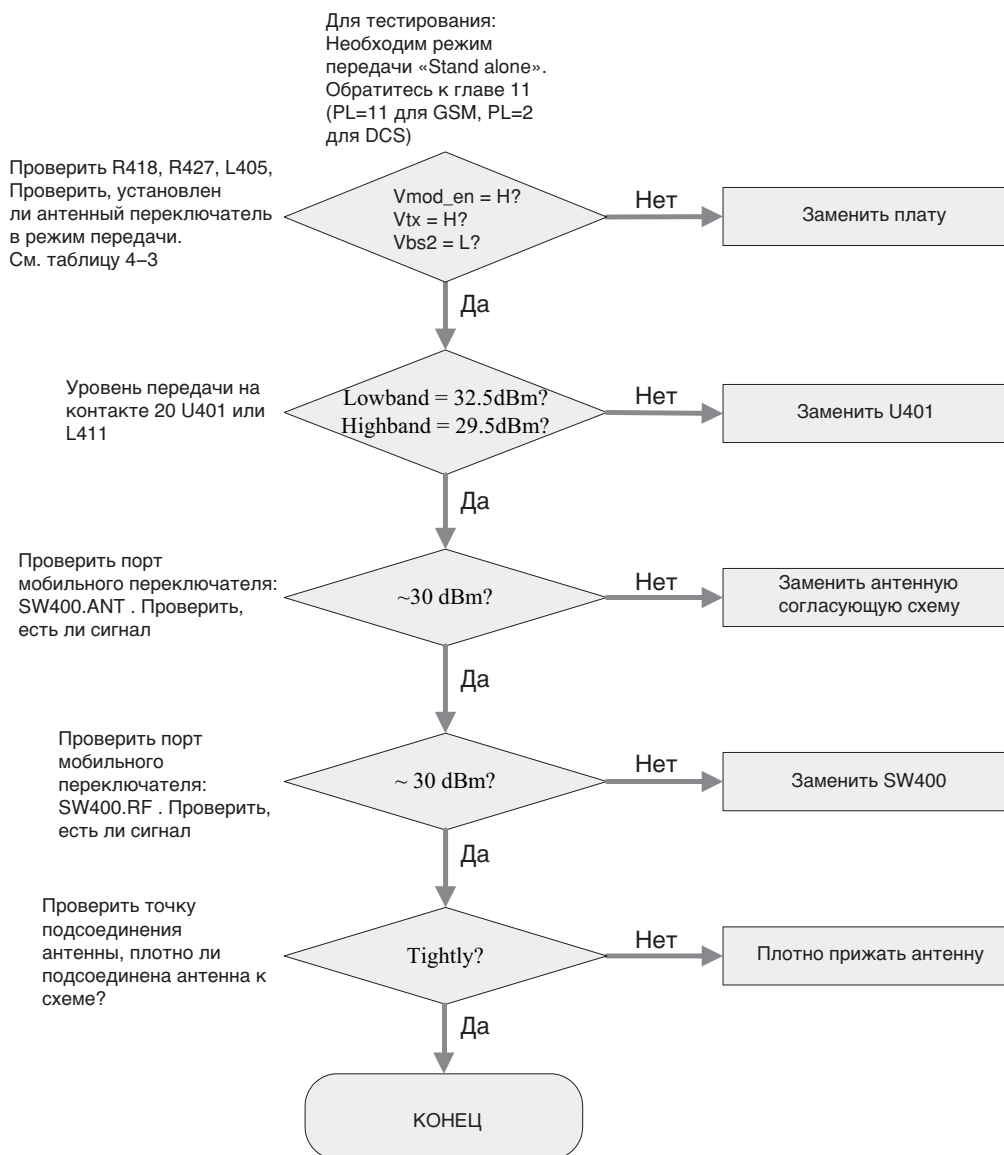 Для тестирования:
Необходим режим
передачи «Stand alone».
Обратитесь к главе 11
(PL=11 для GSM, PL=2
для DCS)
Проверить R418, R427, L405,
Проверить, установлен
ли антенный переключатель
в режим передачи.
См. таблицу 4–3
Vmod_en = H?
Vtx = H?
Vbs2 = L?
Нет
Заменить плату
Да
Уровень передачи на
контакте 20 U401 или
L411
Lowband = 32.5dBm?
Highband = 29.5dBm?
Нет
Заменить U401
Да
Проверить порт
мобильного переключателя:
SW400.ANT . Проверить,
есть ли сигнал
~30 dBm?
Нет
Заменить антенную
согласующую схему
Да
Проверить порт
мобильного
переключателя:
SW400.RF . Проверить,
есть ли сигнал
~ 30 dBm?
Нет
Заменить SW400
Да
Проверить точку
подсоединения
антенны, плотно ли
подсоединена антенна к
схеме?
Tightly?
Нет
Плотно прижать антенну
Да
КОНЕЦ